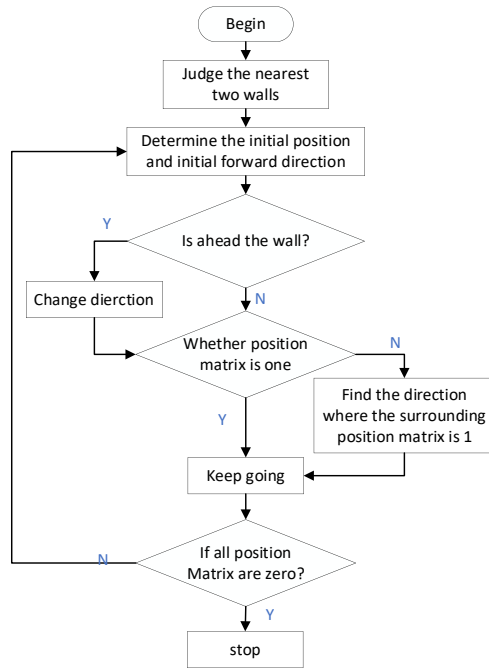 Begin
Judge the nearest
two walls
Determine the initial position
and initial forward direction
Y
Is ahead the wall?
Change dierction
N
Whether position
matrix is one
N
Find the direction
where the surrounding
position matrix is 1
Y
Keep going
If all position
Matrix are zero?
N
Y
stop